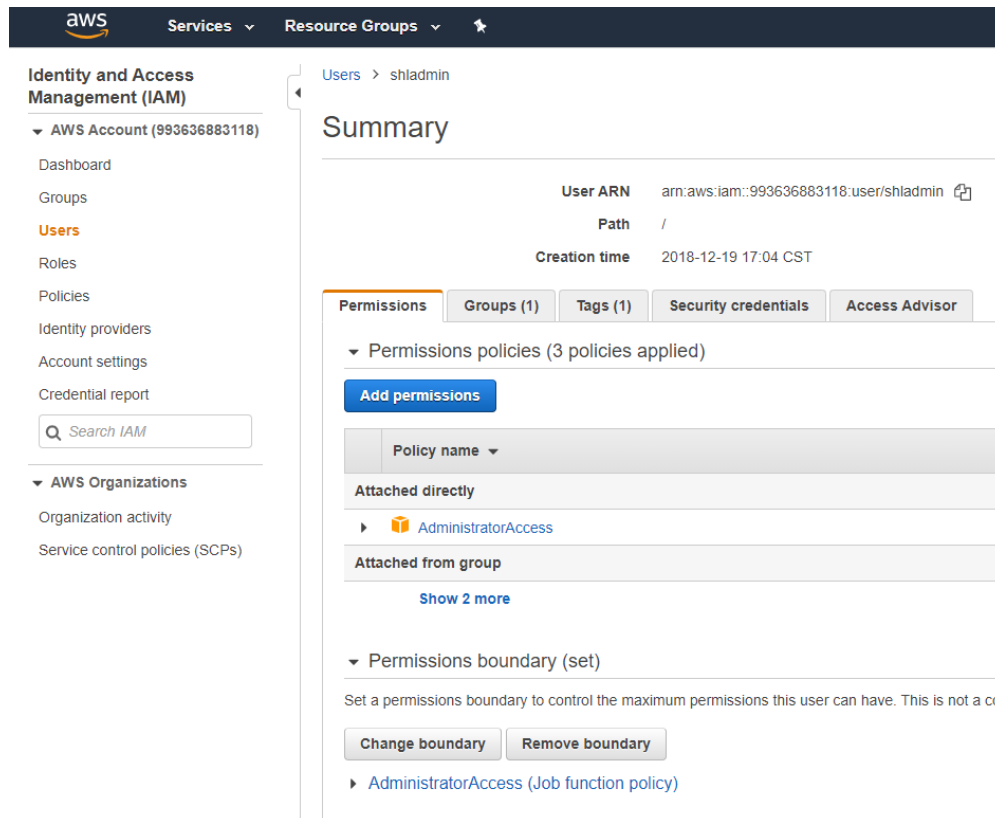 aws Services Resource Groups
Identity and Access
Management (IAM)
AWS Account (993636883118)
Dashboard
Groups
Users
Roles
Policies
Identity providers
Account settings
Credential report
Search IAM
AWS Organizations
Organization activity
Service control policies (SCPs)
Users > shladmin
Summary
User ARN arn:aws:iam::993636883118:user/shladmin
Path /
Creation time 2018-12-19 17:04 CST
Permissions Groups (1) Tags (1) Security credentials Access Advisor
Permissions policies (3 policies applied)
Add permissions
Policy name
Attached directly
AdministratorAccess
Attached from group
Show 2 more
Permissions boundary (set)
Set a permissions boundary to control the maximum permissions this user can have. This is not a
Change boundary Remove boundary
AdministratorAccess (Job function policy)